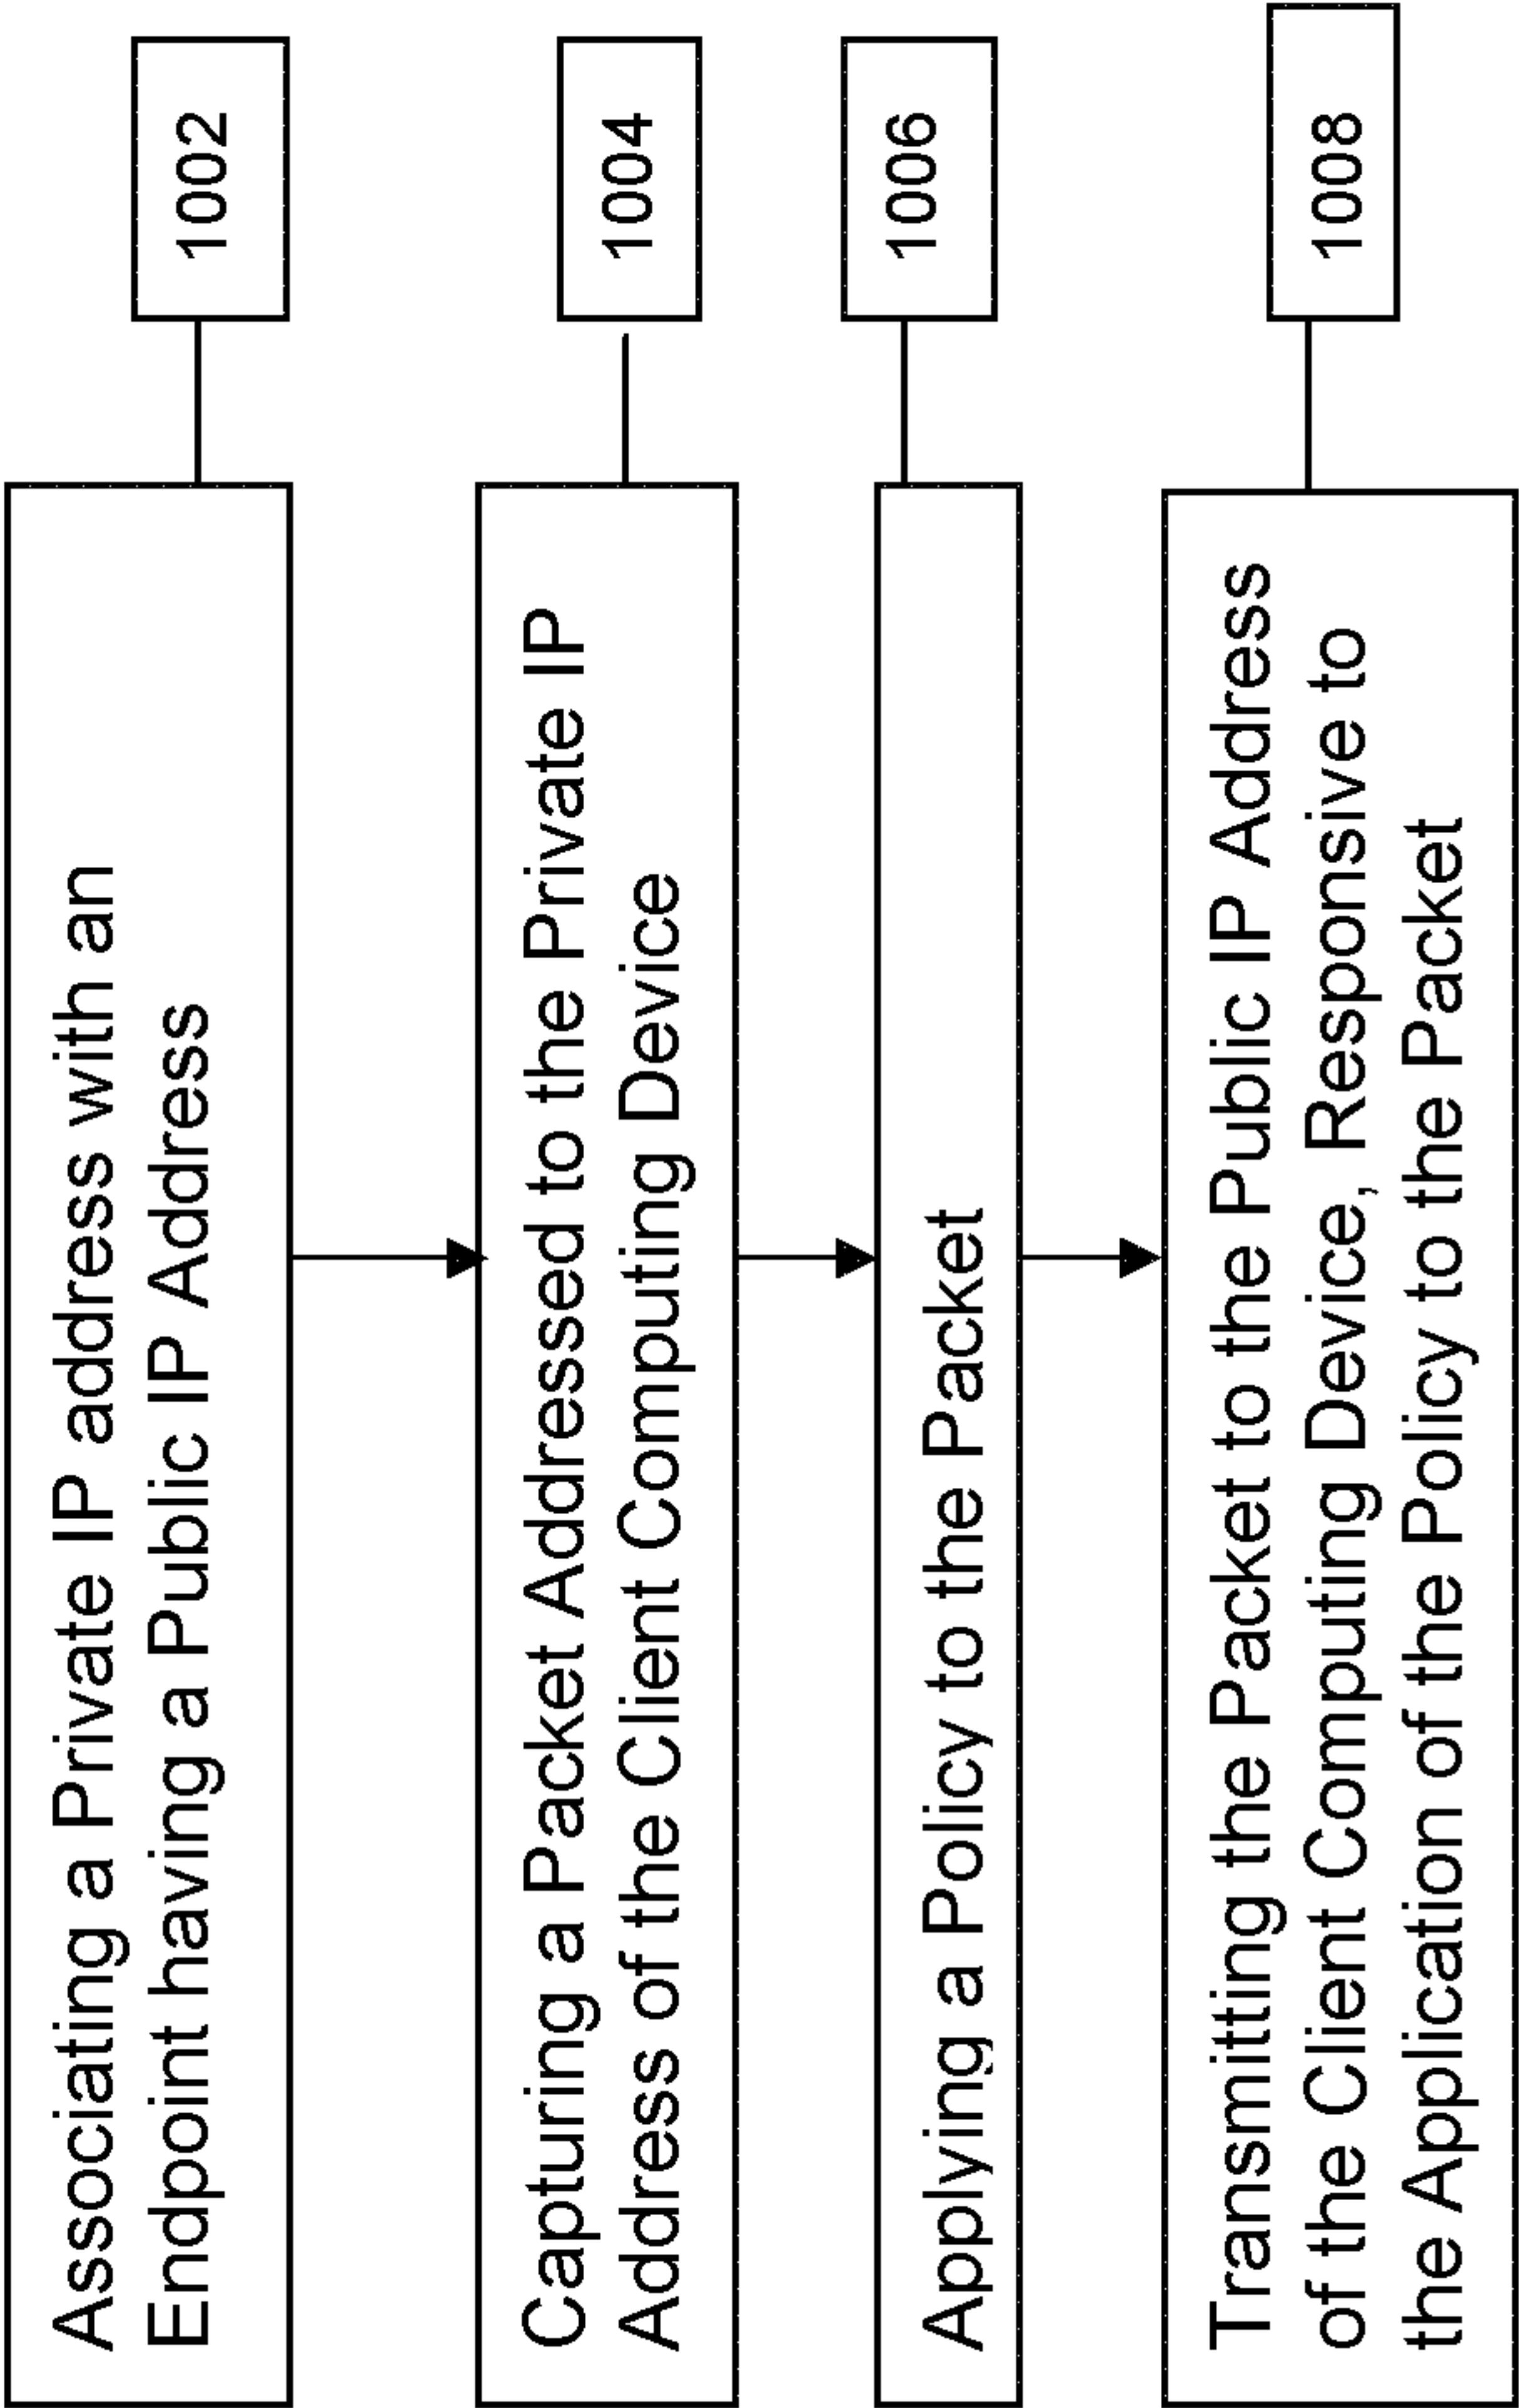 Associating a Private IP address with an
Endpoint having a Public IP Address
1002
Capturing a Packet Addressed to the Private IP
Address of the Client Computing Device
1004
Applying a Policy to the Packet
1006
Transmitting the Packet to the Public IP Address
of the Client Computing Device, Responsive to
the Application of the Policy to the Packet
1008